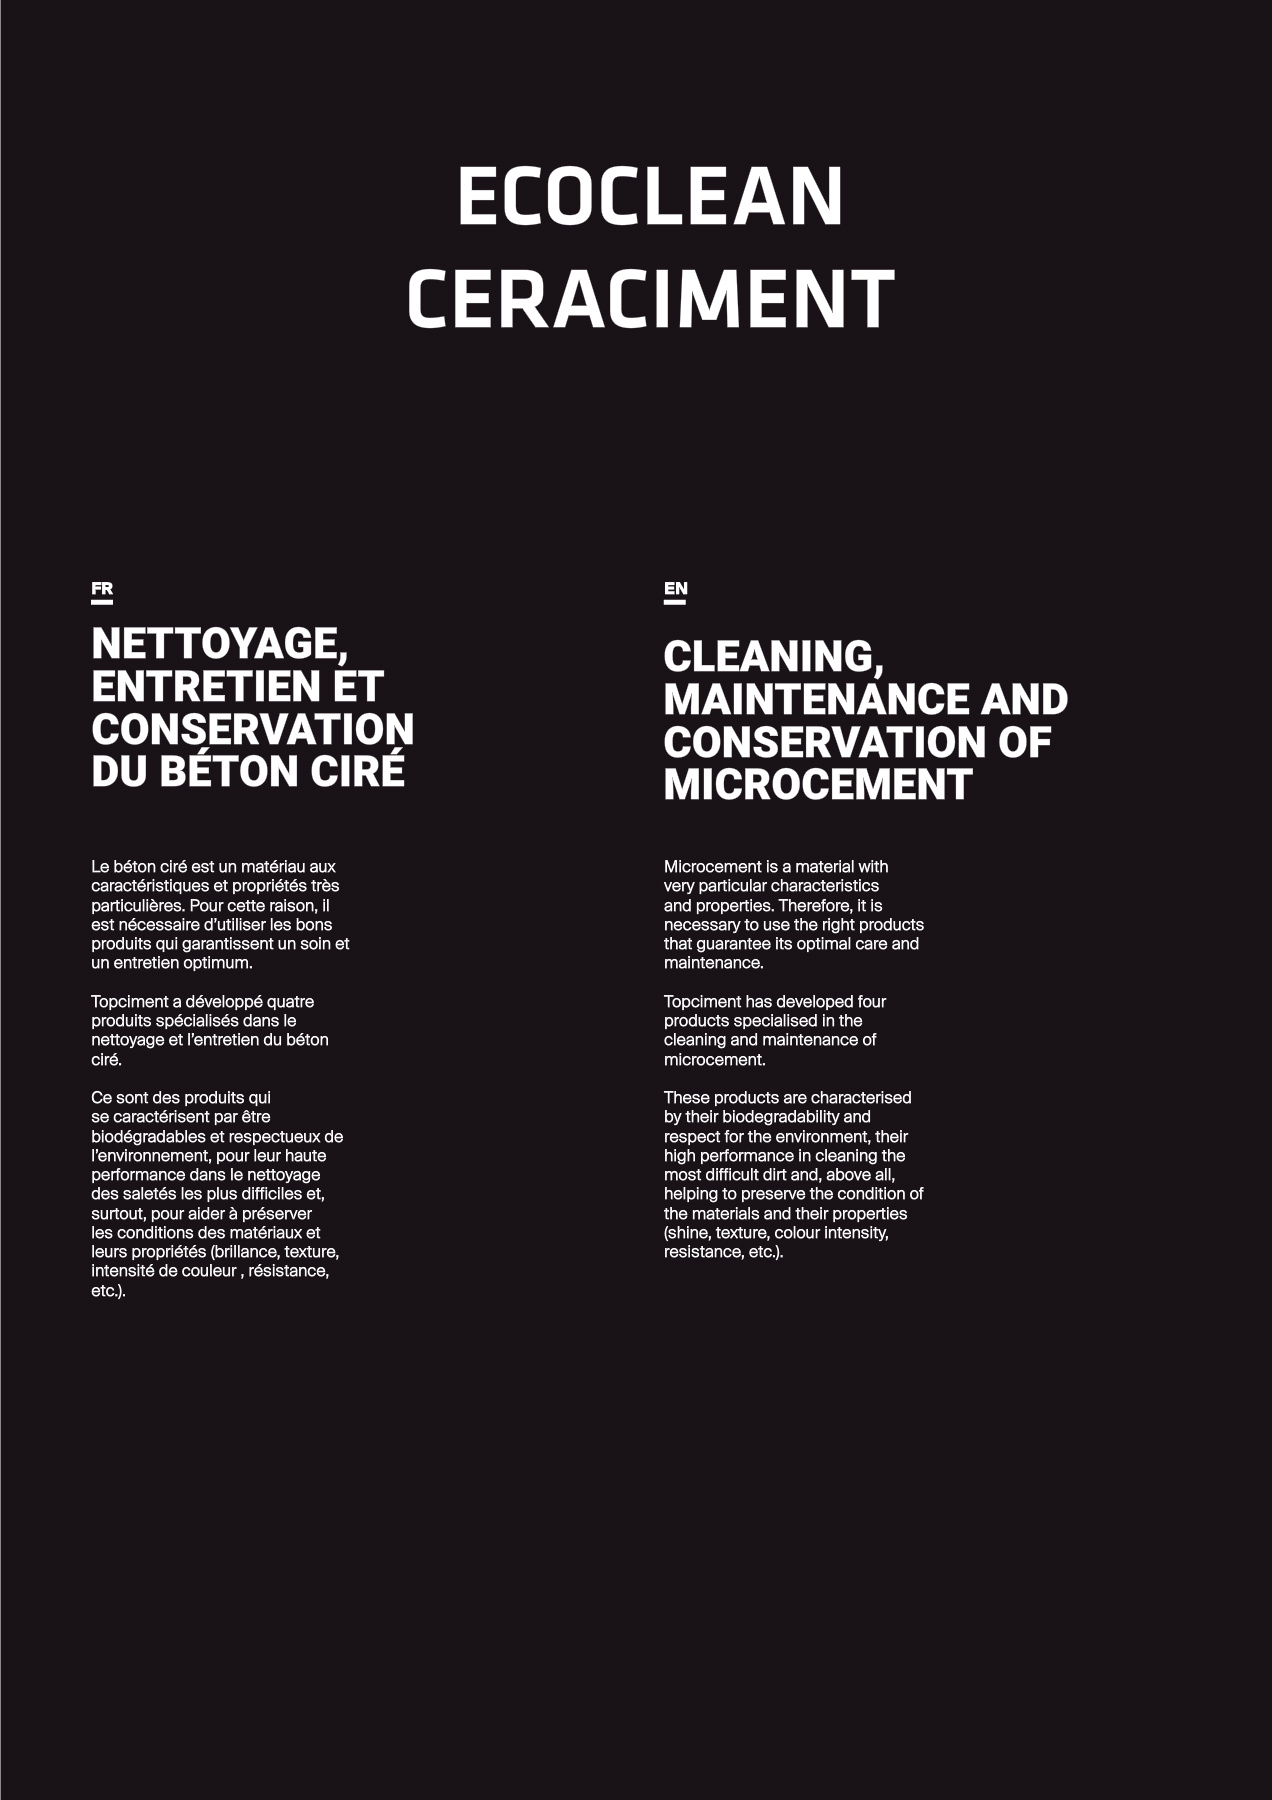 ECOCLEAN
CERACIMENT
FR
NETTOYAGE,
ENTRETIEN ET
CONSERVATION
DU BÉTON CIRÉ
Le béton ciré est un matériau aux
caractéristiques et propriétés très
particulières. Pour cette raison, il
est nécessaire d’utiliser les bons
produits qui garantissent un soin et
un entretien optimum.
Topciment a développé quatre
produits spécialisés dans le
nettoyage et l’entretien du béton
ciré.
Ce sont des produits qui
se caractérisent par être
biodégradables et respectueux de
l’environnement, pour leur haute
performance dans le nettoyage
des saletés les plus difficiles et,
surtout, pour aider à préserver
les conditions des matériaux et
leurs propriétés (brillance, texture,
intensité de couleur , résistance,
etc.).
EN
CLEANING,
MAINTENANCE AND
CONSERVATION OF
MICROCEMENT
Microcement is a material with
very particular characteristics
and properties. Therefore, it is
necessary to use the right products
that guarantee its optimal care and
maintenance.
Topciment has developed four
products specialised in the
cleaning and maintenance of
microcement.
These products are characterised
by their biodegradability and
respect for the environment, their
high performance in cleaning the
most difficult dirt and, above all,
helping to preserve the condition of
the materials and their properties
(shine, texture, colour intensity,
resistance, etc.).